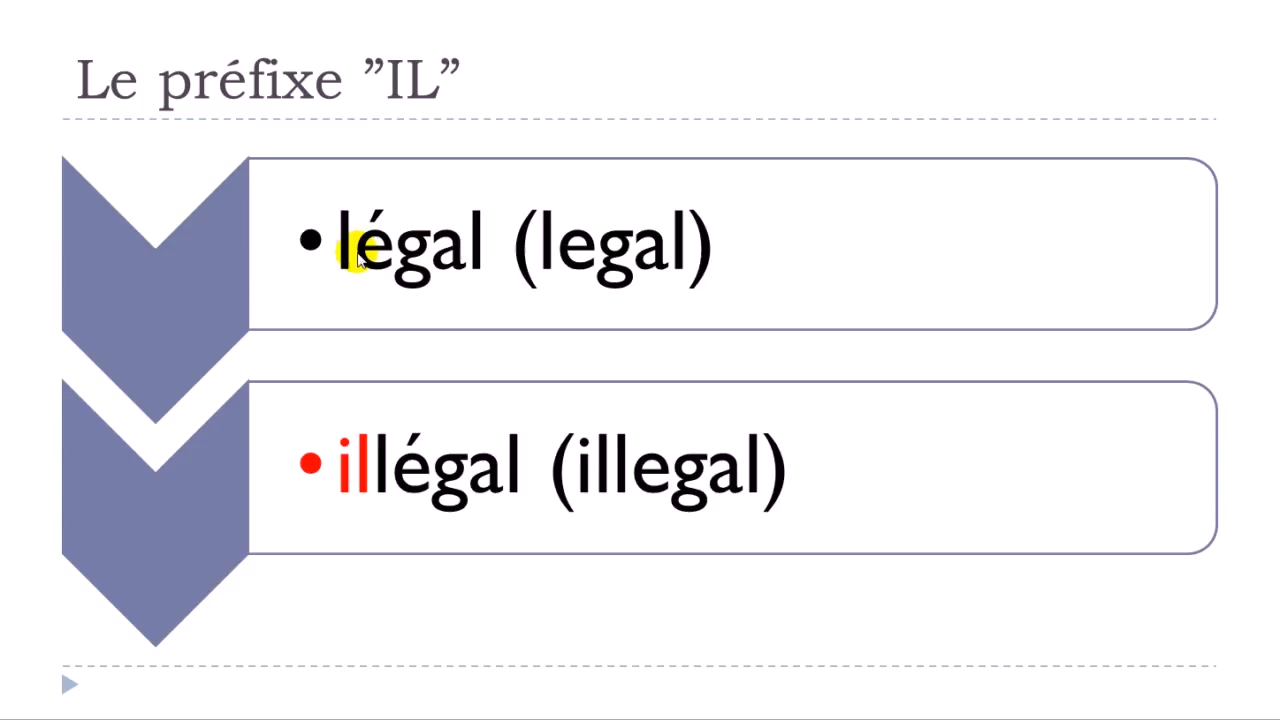 Le préfixe ”IL”
• légal (legal)
• illégal (illegal)